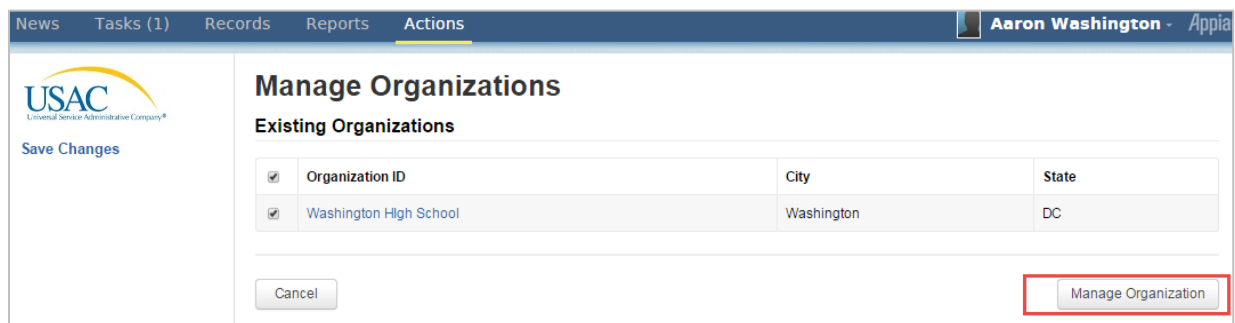 News Tasks (1) Records Reports Actions Aaron Washington - Appia
USAC
Universal Service Administrative Company®
Save Changes
Manage Organizations
Existing Organizations
Organization ID City State
Washington HIgh School Washington DC
Cancel Manage Organization